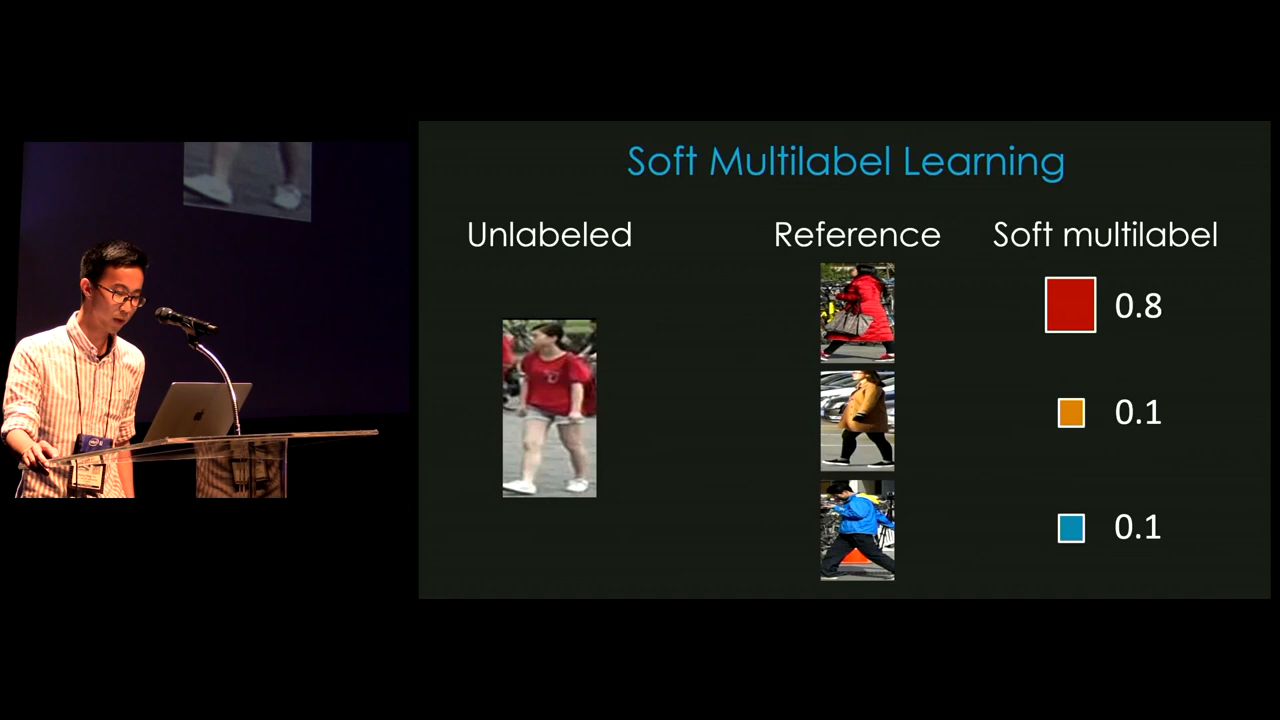 Soft Multilabel Learning
Unlabeled
Reference
Soft multilabel
0.8
0.1
0.1